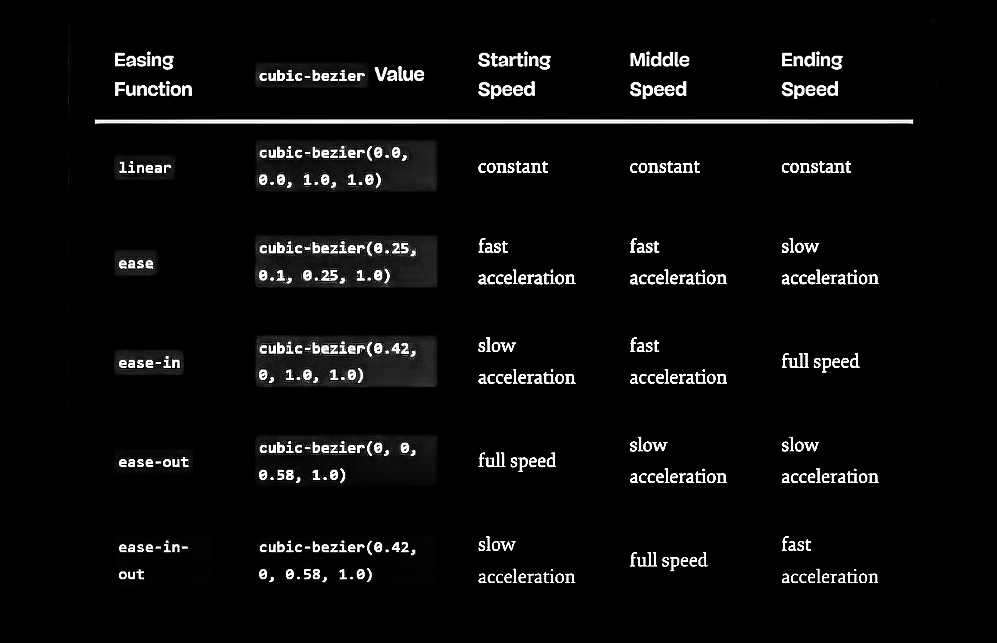 Easing
Function
cubic-bezier Value
Starting
Speed
Middle
Speed
Ending
Speed
linear
cubic-bezier(0.0,
0.0, 1.0, 1.0)
constant
constant
constant
ease
cubic-bezier(0.25,
0.1, 0.25, 1.0)
fast
acceleration
fast
acceleration
slow
acceleration
ease-in
cubic-bezier(0.42,
0, 1.0, 1.0)
slow
acceleration
fast
acceleration
full speed
ease-out
cubic-bezier(0, 0,
0.58, 1.0)
full speed
slow
acceleration
slow
acceleration
ease-in-
out
cubic-bezier(0.42,
0, 0.58, 1.0)
slow
acceleration
full speed
fast
acceleration